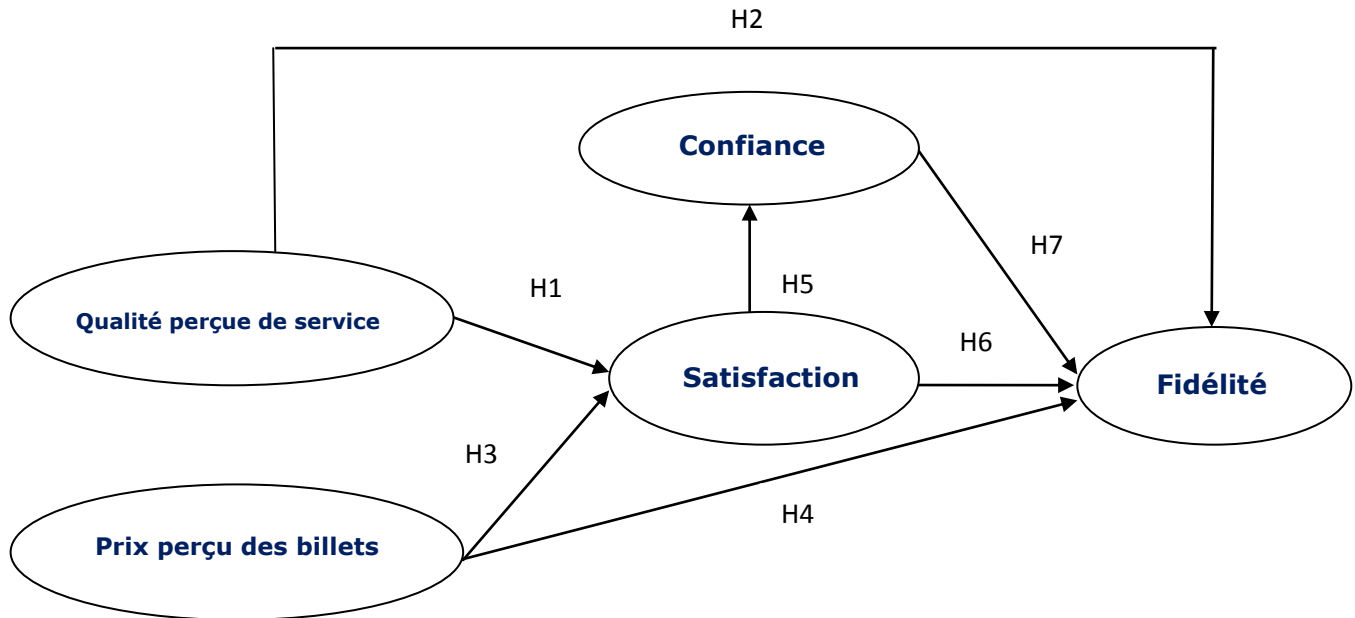 H2
Confiance
H7
H1
H5
Qualité perçue de service
H6
Satisfaction
Fidélité
H3
H4
Prix perçu des billets